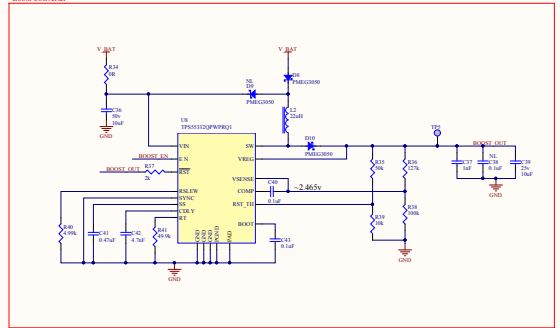 V_BAT
V_BAT
R34
0R
NL
D9
PMEG3050
D8
PMEG3050
C36
50v
10uF
GND
L2
22uH
U8
TPS55332QPWPRQ1
D10
PMEG3050
TP5
BOOST_OUT
VIN
SW
BOOST_EN
EN
VREG
BOOST_OUT
R37
2k
RST
VSENSE
C40
0.1uF
~2.465v
RSLEW
COMP
SYNC
SS
RST_TH
CDLY
RT
BOOT
R35
R36
127k
C37
1uF
NL
C38
0.1uF
C39
25v
10uF
GND
R38
100k
R39
10k
GND
R40
4.99k
C41
0.47uF
C42
4.7nF
R41
49.9k
GND
GND
GND
PGND
PAD
C43
0.1uF
GND